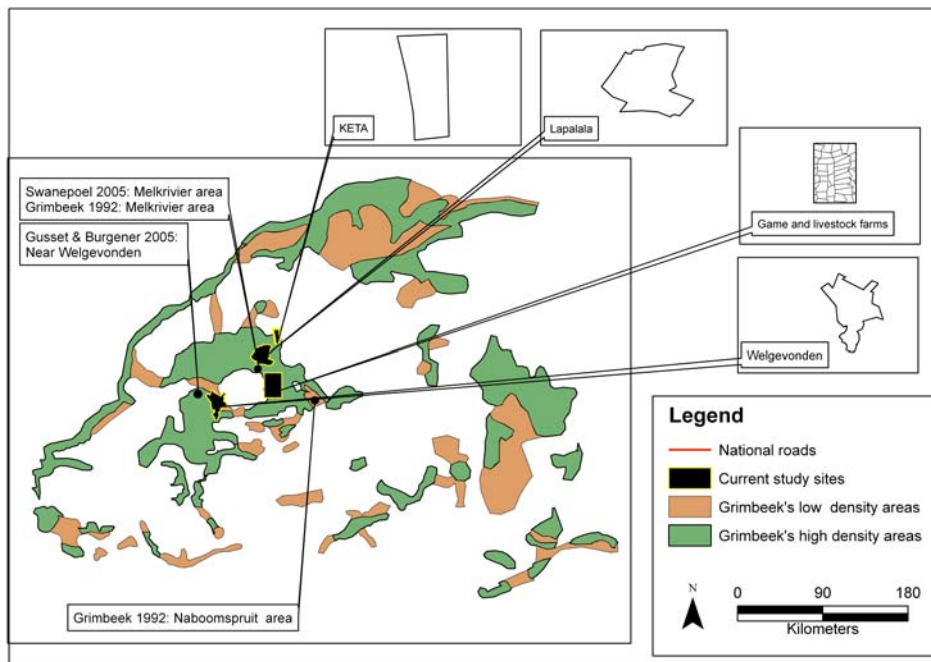 KETA
Lapalala
Swanepoel 2005: Melkrivier area
Grimbeek 1992: Melkrivier area
Gusset & Burgener 2005:
Near Welgevonden
Game and livestock farms
Welgevonden
Grimbeek 1992: Naboomspruit area
Legend
National roads
Current study sites
Grimbeek's low density areas
Grimbeek's high density areas
N
0 90 180
Kilometers